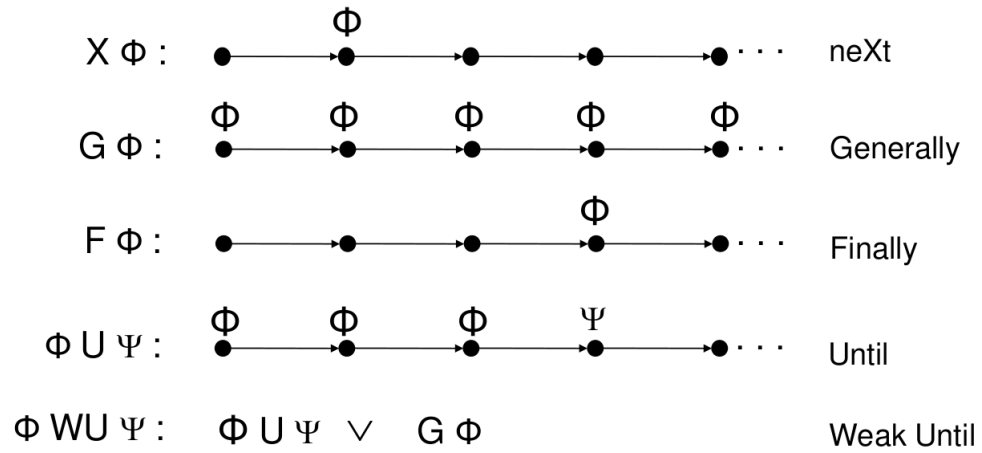 Φ
X Φ : · · · neXt
Φ Φ Φ Φ Φ
G Φ : · · · Generally
Φ
F Φ : · · · Finally
Φ Φ Φ Ψ
Φ U Ψ : · · · Until
Φ WU Ψ : Φ U Ψ ∨ G Φ Weak Until